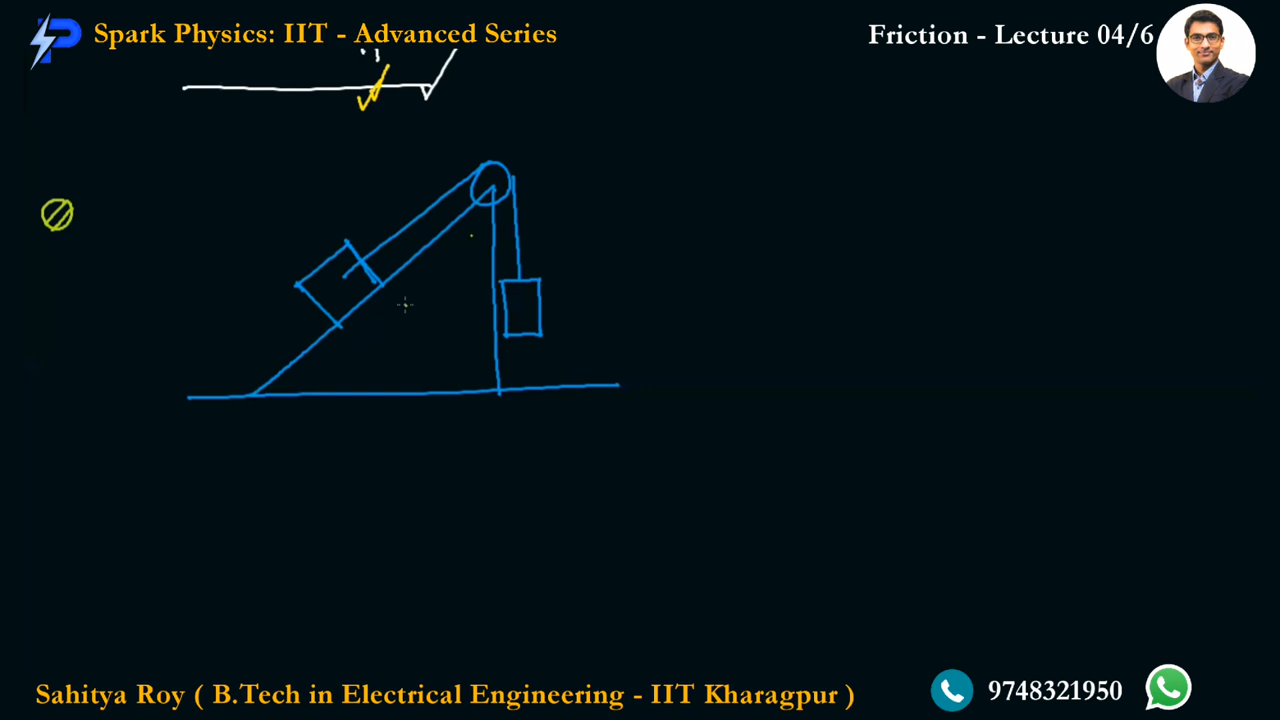 Spark Physics: IIT - Advanced Series
Friction - Lecture 04/6
Sahitya Roy ( B.Tech in Electrical Engineering - IIT Kharagpur )
9748321950